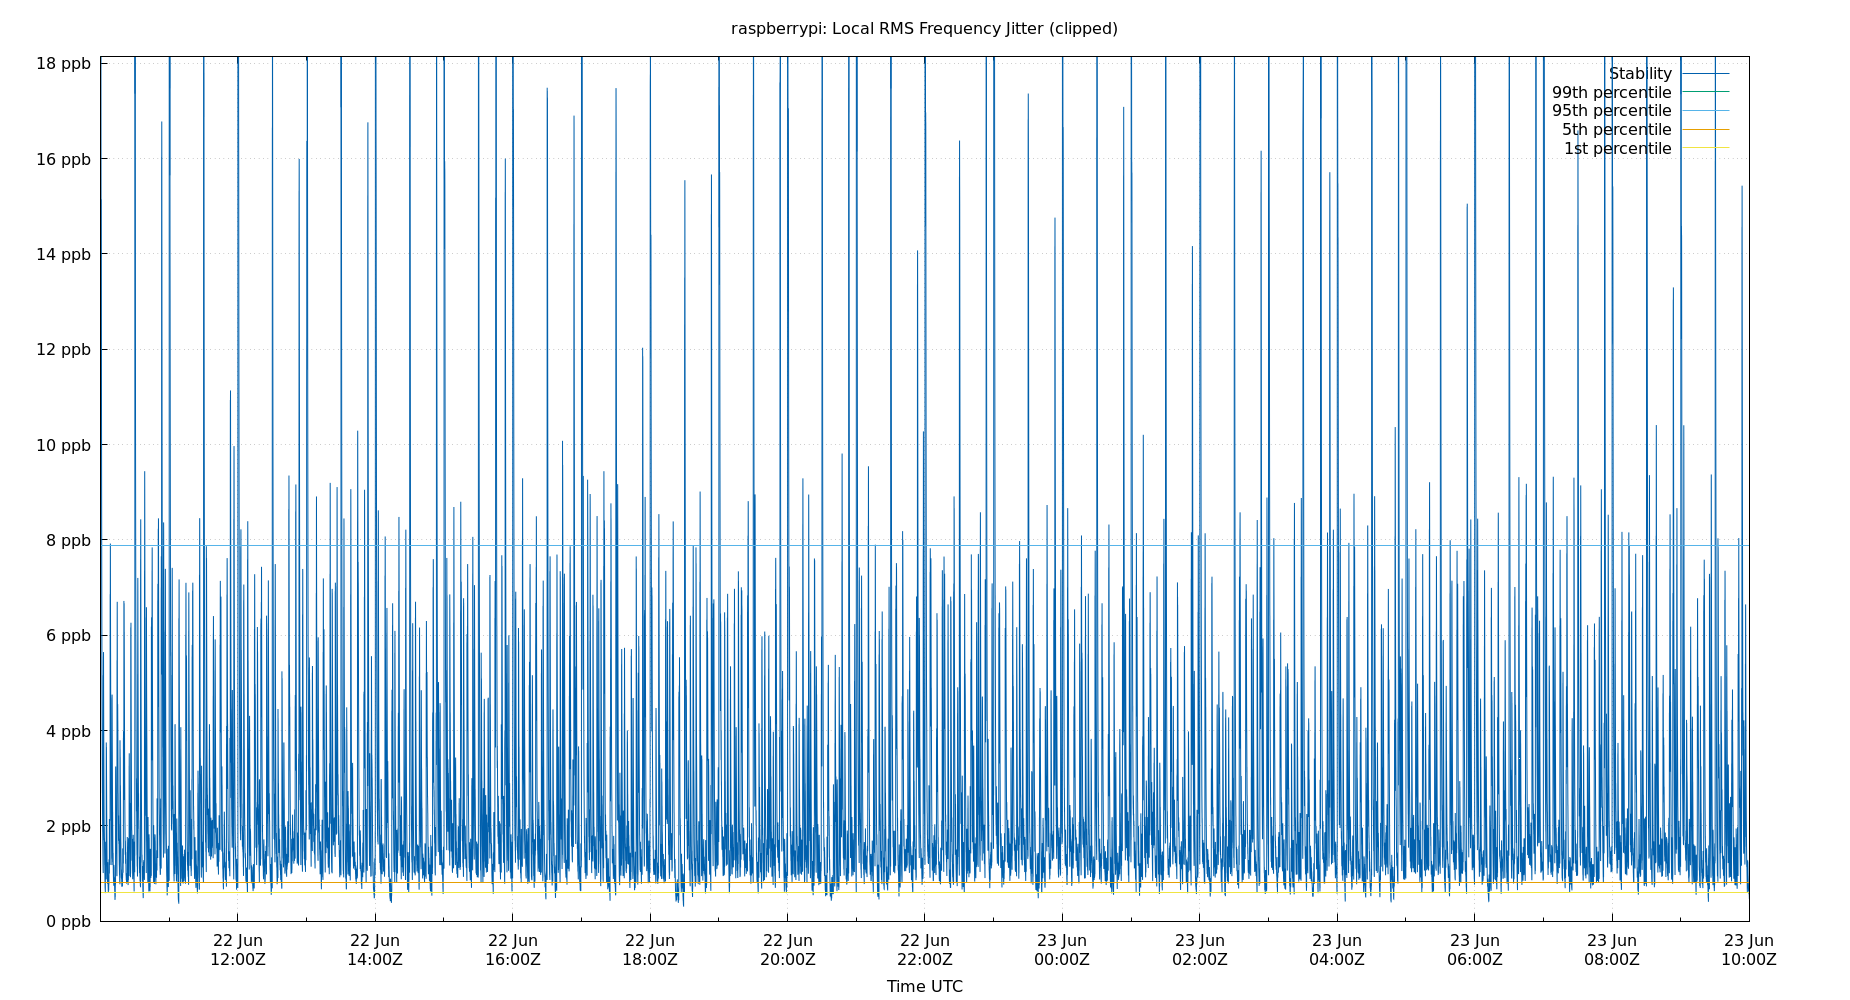 raspberrypi: Local RMS Frequency Jitter (clipped)
18 ppb
16 ppb
14 ppb
12 ppb
10 ppb
8 ppb
6 ppb
4 ppb
2 ppb
0 ppb
Stability
99th percentile
95th percentile
5th percentile
1st percentile
22 Jun 22 Jun 22 Jun 22 Jun 22 Jun 22 Jun 23 Jun 23 Jun 23 Jun 23 Jun 23 Jun 23 Jun
12:00Z 14:00Z 16:00Z 18:00Z 20:00Z 22:00Z 00:00Z 02:00Z 04:00Z 06:00Z 08:00Z 10:00Z
Time UTC